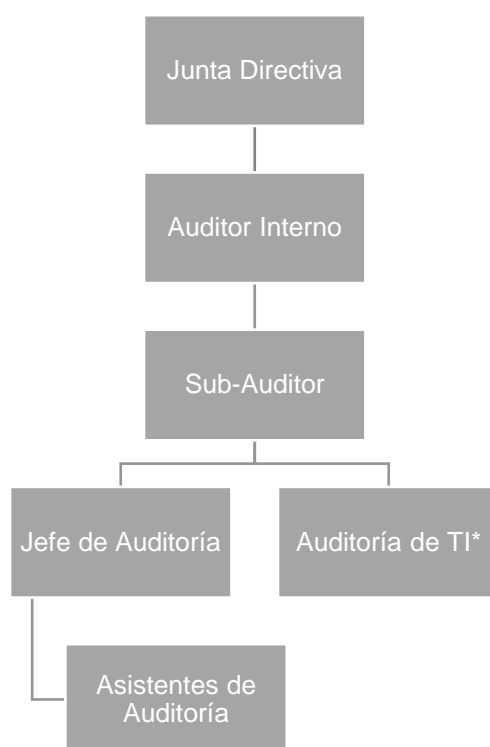 Junta Directiva
Auditor Interno
Sub-Auditor
Jefe de Auditoría
Auditoría de TI*
Asistentes de
Auditoría